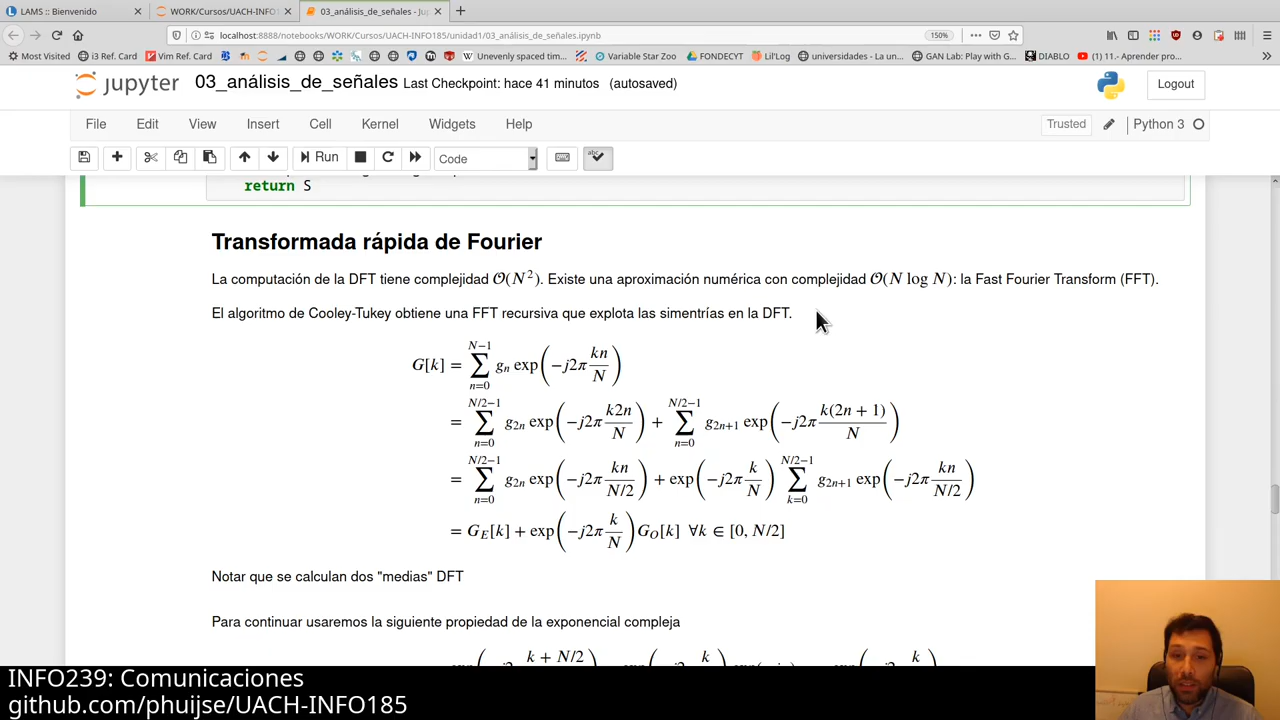 LAMS :: Bienvenido
WORK/Cursos/UACH-INFO1
03_análisis_de_señales - Jup
localhost:8888/notebooks/WORK/Cursos/UACH-INFO185/unidad1/03_análisis_de_señales.ipynb
150%
Most Visited
i3 Ref. Card
Vim Ref. Card
Unevenly spaced tim...
Variable Star Zoo
FONDECYT
Lil'Log
universidades - La un...
GAN Lab: Play with G...
DIABLO
(1) 11.- Aprender pro...
jupyter 03_análisis_de_señales Last Checkpoint: hace 41 minutos (autosaved)
Logout
File Edit View Insert Cell Kernel Widgets Help
Trusted
Python 3
Run
Code
return S
Transformada rápida de Fourier
La computación de la DFT tiene complejidad 𝒪(N²). Existe una aproximación numérica con complejidad 𝒪(N log N): la Fast Fourier Transform (FFT).
El algoritmo de Cooley-Tukey obtiene una FFT recursiva que explota las simentrías en la DFT.
G[k] = ∑_{n=0}^{N−1} g_n exp(−j2π kn/N)
= ∑_{n=0}^{N/2−1} g_{2n} exp(−j2π k2n/N) + ∑_{n=0}^{N/2−1} g_{2n+1} exp(−j2π k(2n + 1)/N)
= ∑_{n=0}^{N/2−1} g_{2n} exp(−j2π kn/N/2) + exp(−j2π k/N) ∑_{k=0}^{N/2−1} g_{2n+1} exp(−j2π kn/N/2)
= G_E[k] + exp(−j2π k/N) G_O[k] ∀k ∈ [0, N/2]
Notar que se calculan dos "medias" DFT
Para continuar usaremos la siguiente propiedad de la exponencial compleja
k + N/2
k
k
INFO239: Comunicaciones
github.com/phuijse/UACH-INFO185